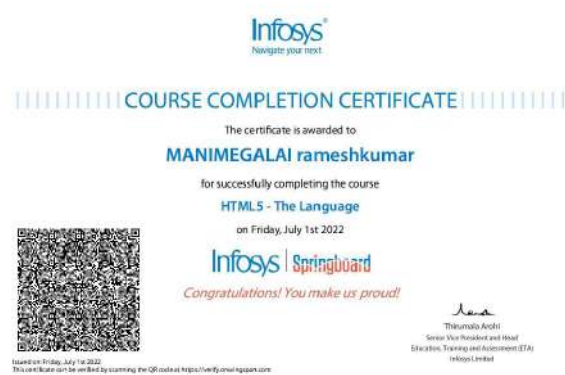 Infosys®
Navigate your next
COURSE COMPLETION CERTIFICATE
The certificate is awarded to
MANIMEGALAI rameshkumar
for successfully completing the course
HTML5 - The Language
on Friday, July 1st 2022
Infosys | Springboard
Congratulations! You make us proud!
Thirumala Arohi
Senior Vice President and Head
Education, Training and Assessment (ETA)
Infosys Limited
Issued on: Friday, July 1st 2022
This certificate can be verified by scanning the QR code at https://verify.onwingspan.com